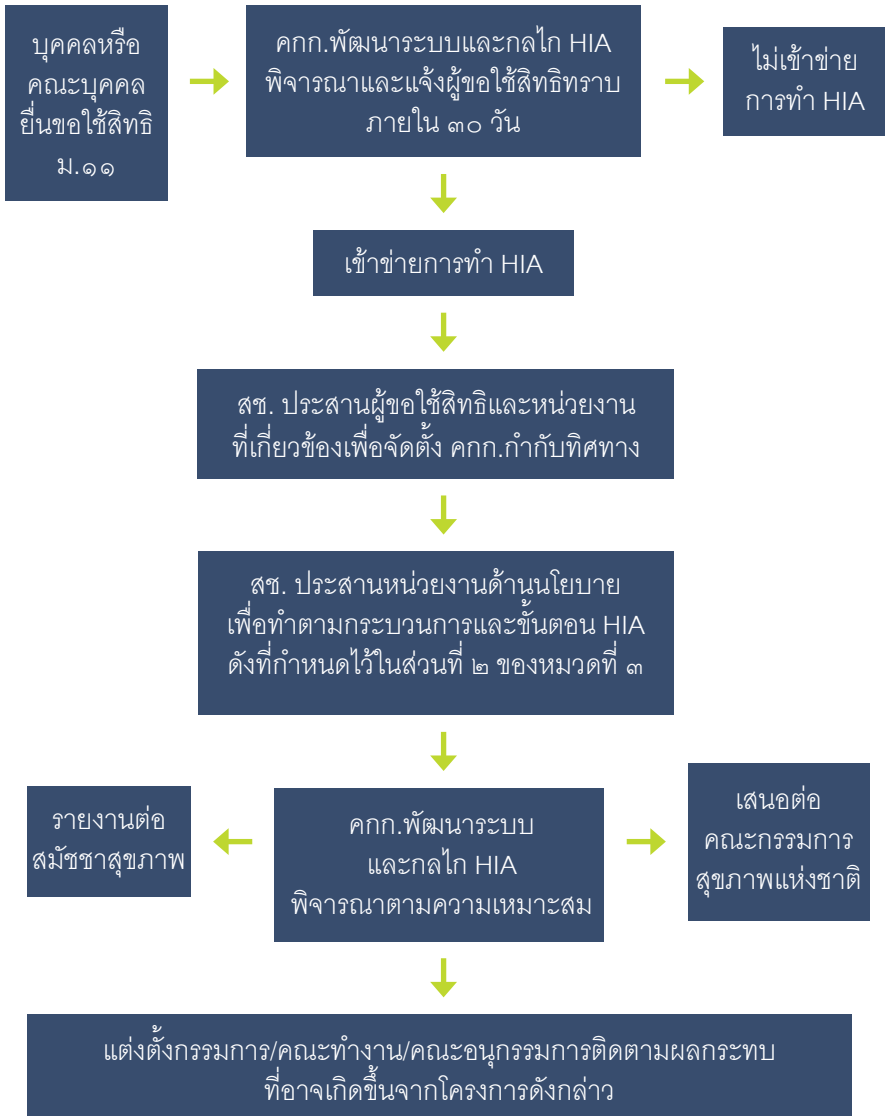 บุคคลหรือ
คณะบุคคล
ยื่นขอใช้สิทธิ
ม.๑๑
คกก.พัฒนาระบบและกลไก HIA
พิจารณาและแจ้งผู้ขอใช้สิทธิทราบ
ภายใน ๓๐ วัน
ไม่เข้าข่าย
การทำ HIA
เข้าข่ายการทำ HIA
สช. ประสานผู้ขอใช้สิทธิและหน่วยงาน
ที่เกี่ยวข้องเพื่อจัดตั้ง คกก.กำกับทิศทาง
สช. ประสานหน่วยงานด้านนโยบาย
เพื่อทำตามกระบวนการและขั้นตอน HIA
ดังที่กำหนดไว้ในส่วนที่ ๒ ของหมวดที่ ๓
รายงานต่อ
สมัชชาสุขภาพ
คกก.พัฒนาระบบ
และกลไก HIA
พิจารณาตามความเหมาะสม
เสนอต่อ
คณะกรรมการ
สุขภาพแห่งชาติ
แต่งตั้งกรรมการ/คณะทำงาน/คณะอนุกรรมการติดตามผลกระทบ
ที่อาจเกิดขึ้นจากโครงการดังกล่าว